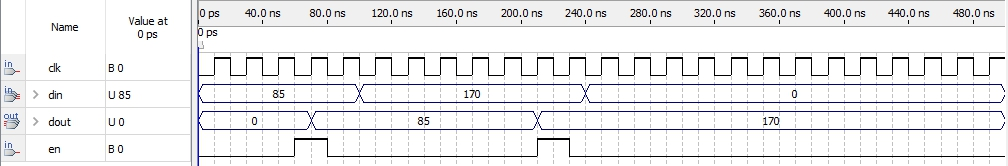 Name
Value at
0 ps
0 ps 40.0 ns 80.0 ns 120.0 ns 160.0 ns 200.0 ns 240.0 ns 280.0 ns 320.0 ns 360.0 ns 400.0 ns 440.0 ns 480.0 ns
0 ps
in clk B 0
in > din U 85 85 170 0
out > dout U 0 0 85 170
in en B 0